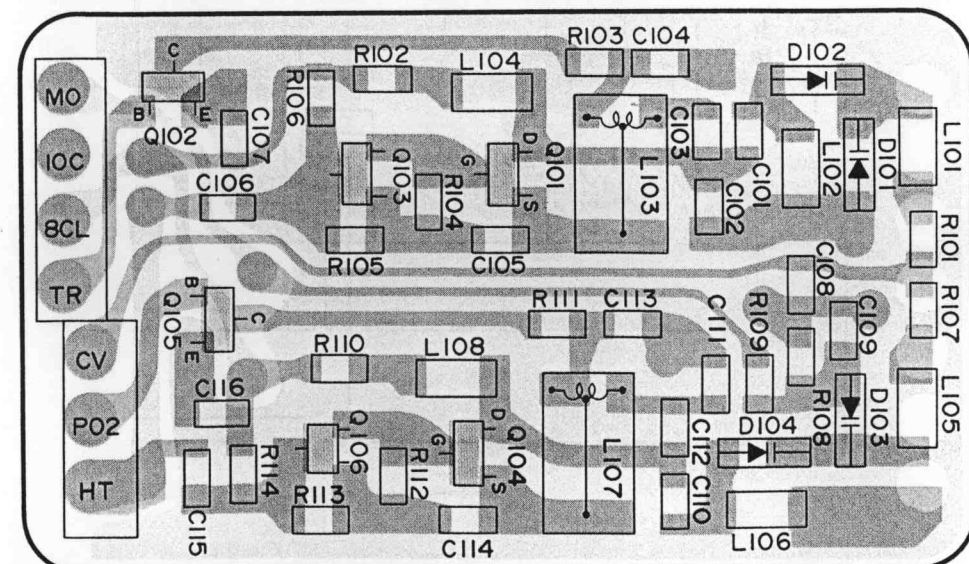 R103 C104
R102
D102
C
L104
R106
MO
B
E
Q102
C107
IOC
C106
8CL
TR
Q103
R104
G
D
S
Q101
L103
C103
C101
C102
L102
D101
L101
R105
C105
R101
B
C
E
Q105
R111
C113
C111
R109
C108
C109
R107
CV
R110
L108
C116
PO2
HT
Q106
R112
G
D
S
Q104
L107
C112
C110
D104
R108
D103
L105
R114
R113
C115
C114
L106